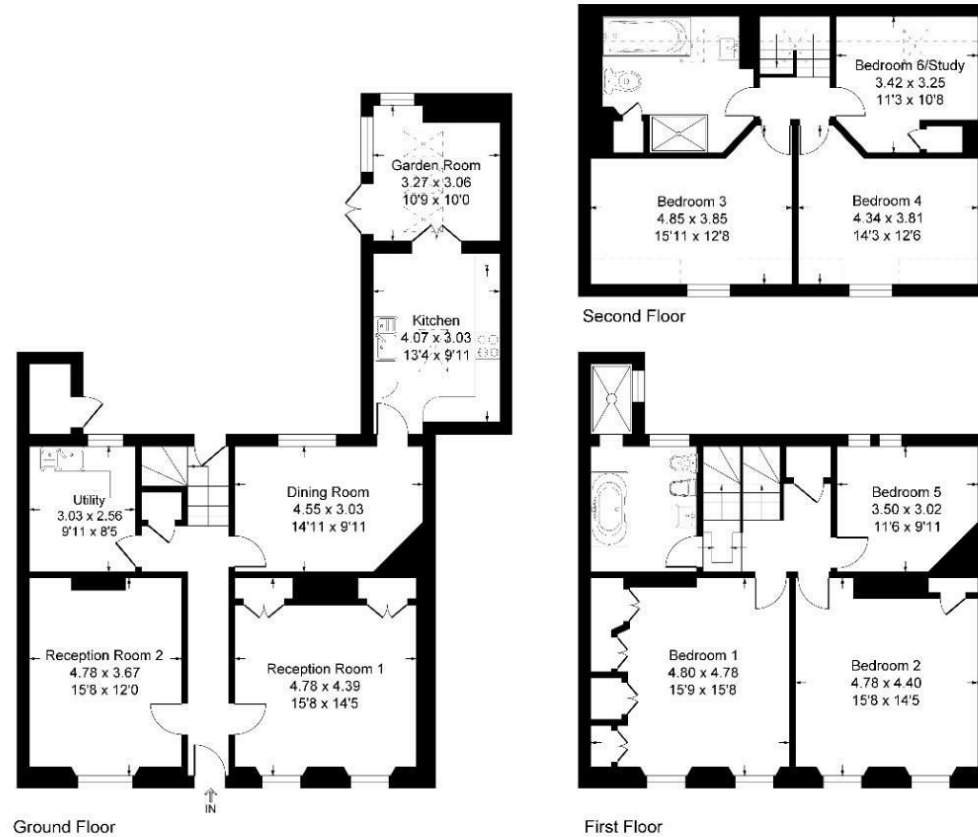 Garden Room
3.27 x 3.06
10'9 x 10'0
Kitchen
4.07 x 3.03
13'4 x 9'11
Utility
3.03 x 2.56
9'11 x 8'5
Dining Room
4.55 x 3.03
14'11 x 9'11
Reception Room 2
4.78 x 3.67
15'8 x 12'0
Reception Room 1
4.78 x 4.39
15'8 x 14'5
IN
Ground Floor
Bedroom 6/Study
3.42 x 3.25
11'3 x 10'8
Bedroom 3
4.85 x 3.85
15'11 x 12'8
Bedroom 4
4.34 x 3.81
14'3 x 12'6
Second Floor
Bedroom 5
3.50 x 3.02
11'6 x 9'11
Bedroom 1
4.80 x 4.78
15'9 x 15'8
Bedroom 2
4.78 x 4.40
15'8 x 14'5
First Floor